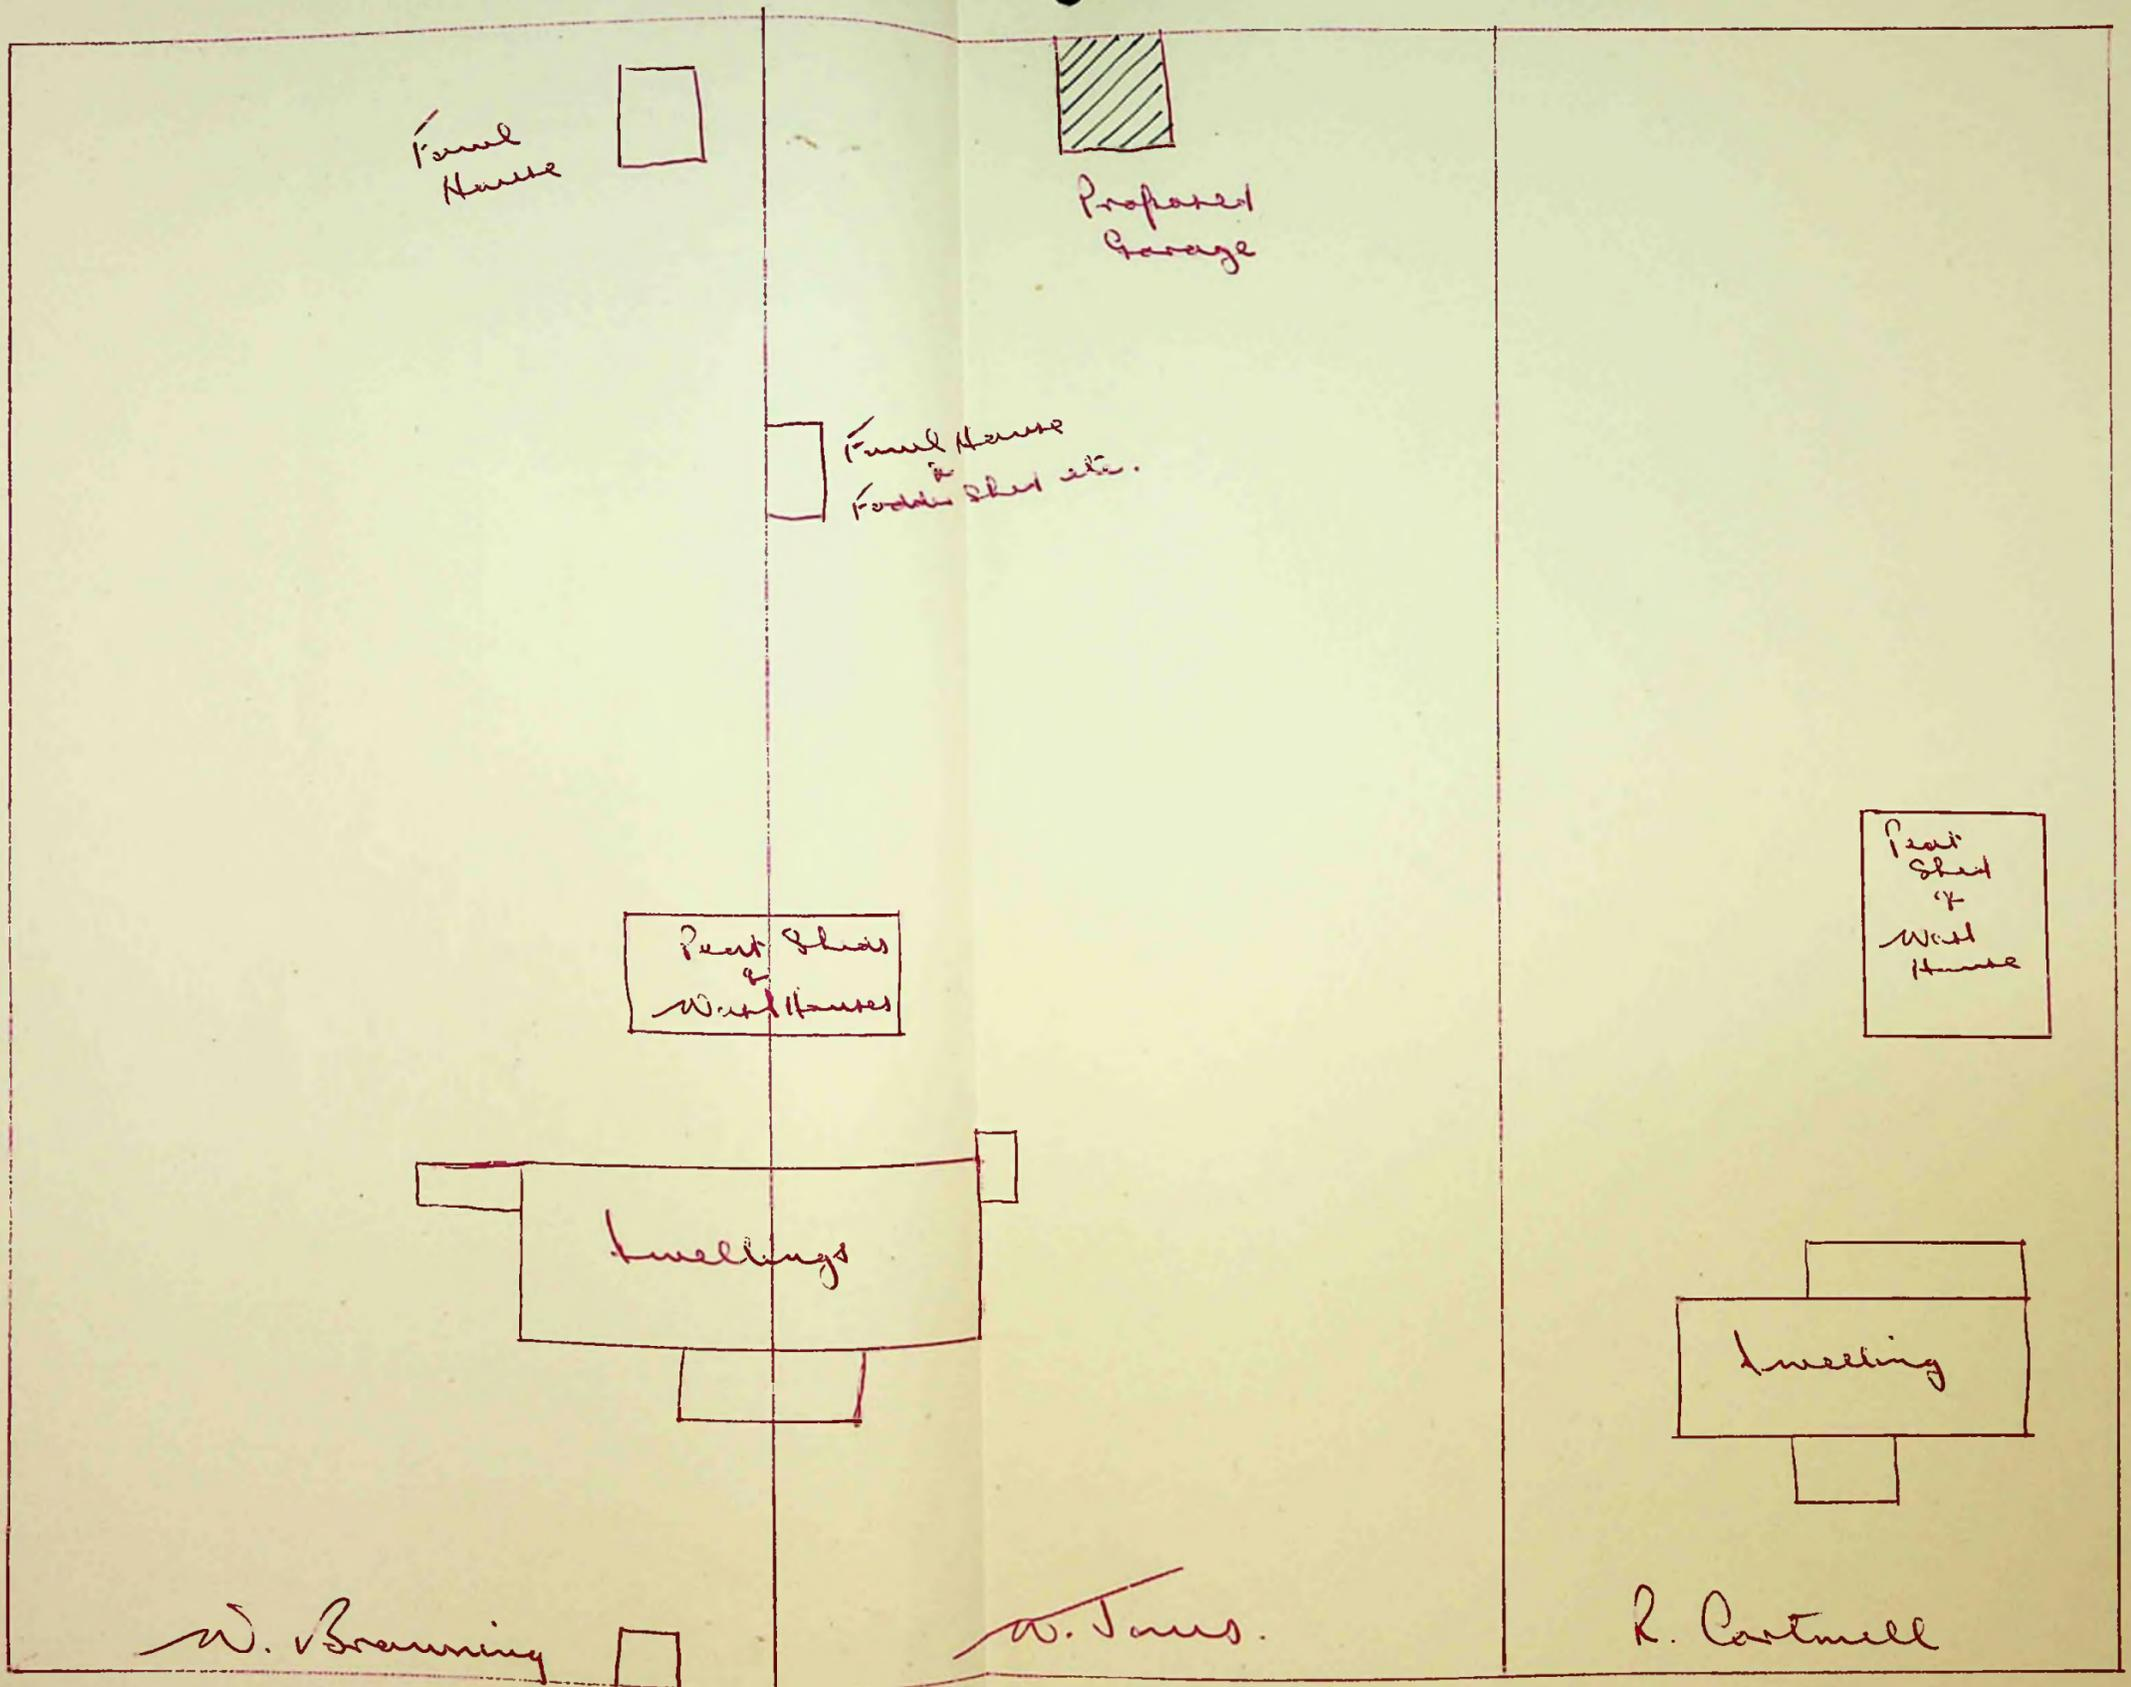 Fowl
House
Proposed
Garage
Fowl House
&
Fodder Shed etc.
Peat Sheds
&
Wash Houses
Peat
Shed
&
Wash
House
Dwellings
Dwelling
W. Browning
W. Jones.
R. Cartmell